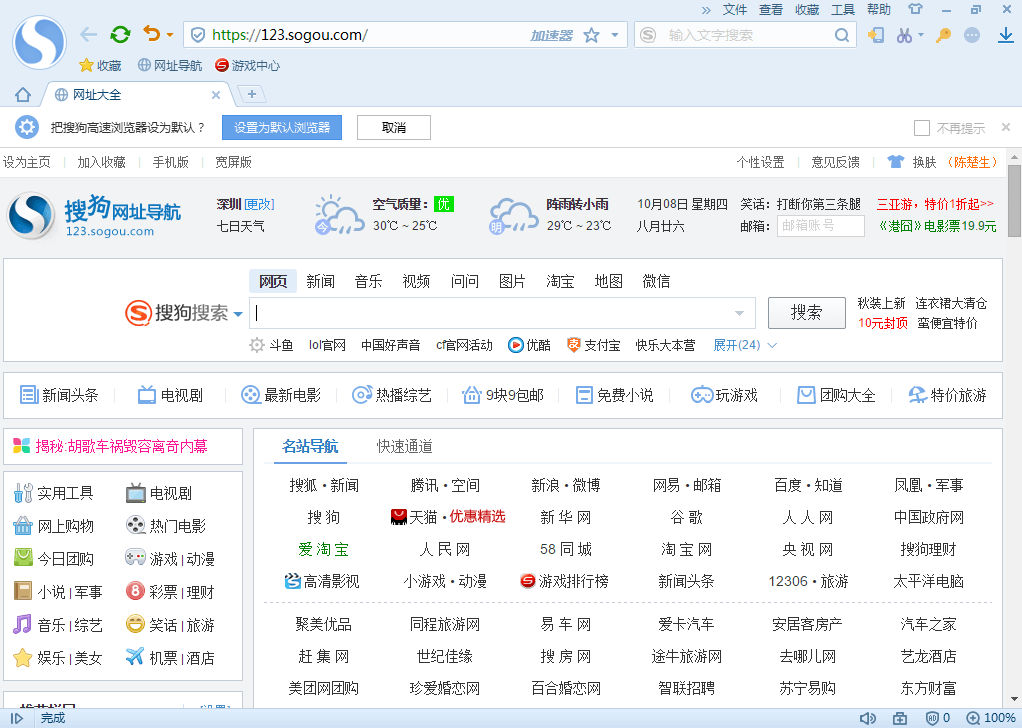 » 文件 查看 收藏 工具 帮助
https://123.sogou.com/ 加速器 输入文字搜索
收藏 网址导航 游戏中心
网址大全
把搜狗高速浏览器设为默认？ 设置为默认浏览器 取消 不再提示
设为主页 加入收藏 手机版 宽屏版 个性设置 意见反馈 换肤 （陈楚生）
搜狗网址导航 深圳 [更改] 今 空气质量： 优 明 阵雨转小雨 10月08日 星期四 笑话：打断你第三条腿 三亚游，特价1折起>>
123.sogou.com 七日天气 30℃ ~ 25℃ 29℃ ~ 23℃ 八月廿六 邮箱： 邮箱账号 《港囧》电影票19.9元
网页 新闻 音乐 视频 问问 图片 淘宝 地图 微信
搜狗搜索 搜索 秋装上新 连衣裙大清仓
10元封顶 蛮便宜特价
斗鱼 lol官网 中国好声音 cf官网活动 优酷 支付宝 快乐大本营 展开(24)
新闻头条 电视剧 最新电影 热播综艺 9块9包邮 免费小说 玩游戏 团购大全 特价旅游
揭秘:胡歌车祸毁容离奇内幕
实用工具 电视剧
网上购物 热门电影
今日团购 游戏|动漫
小说|军事 彩票|理财
音乐|综艺 笑话|旅游
娱乐|美女 机票|酒店
名站导航 快速通道
搜狐・新闻 腾讯・空间 新浪・微博 网易・邮箱 百度・知道 凤凰・军事
搜 狗 天猫・优惠精选 新 华 网 谷 歌 人 人 网 中国政府网
爱 淘 宝 人 民 网 58 同 城 淘 宝 网 央 视 网 搜狗理财
高清影视 小游戏・动漫 游戏排行榜 新闻头条 12306・旅游 太平洋电脑
聚美优品 同程旅游网 易 车 网 爱卡汽车 安居客房产 汽车之家
赶 集 网 世纪佳缘 搜 房 网 途牛旅游网 去哪儿网 艺龙酒店
美团网团购 珍爱婚恋网 百合婚恋网 智联招聘 苏宁易购 东方财富
完成 0 100%